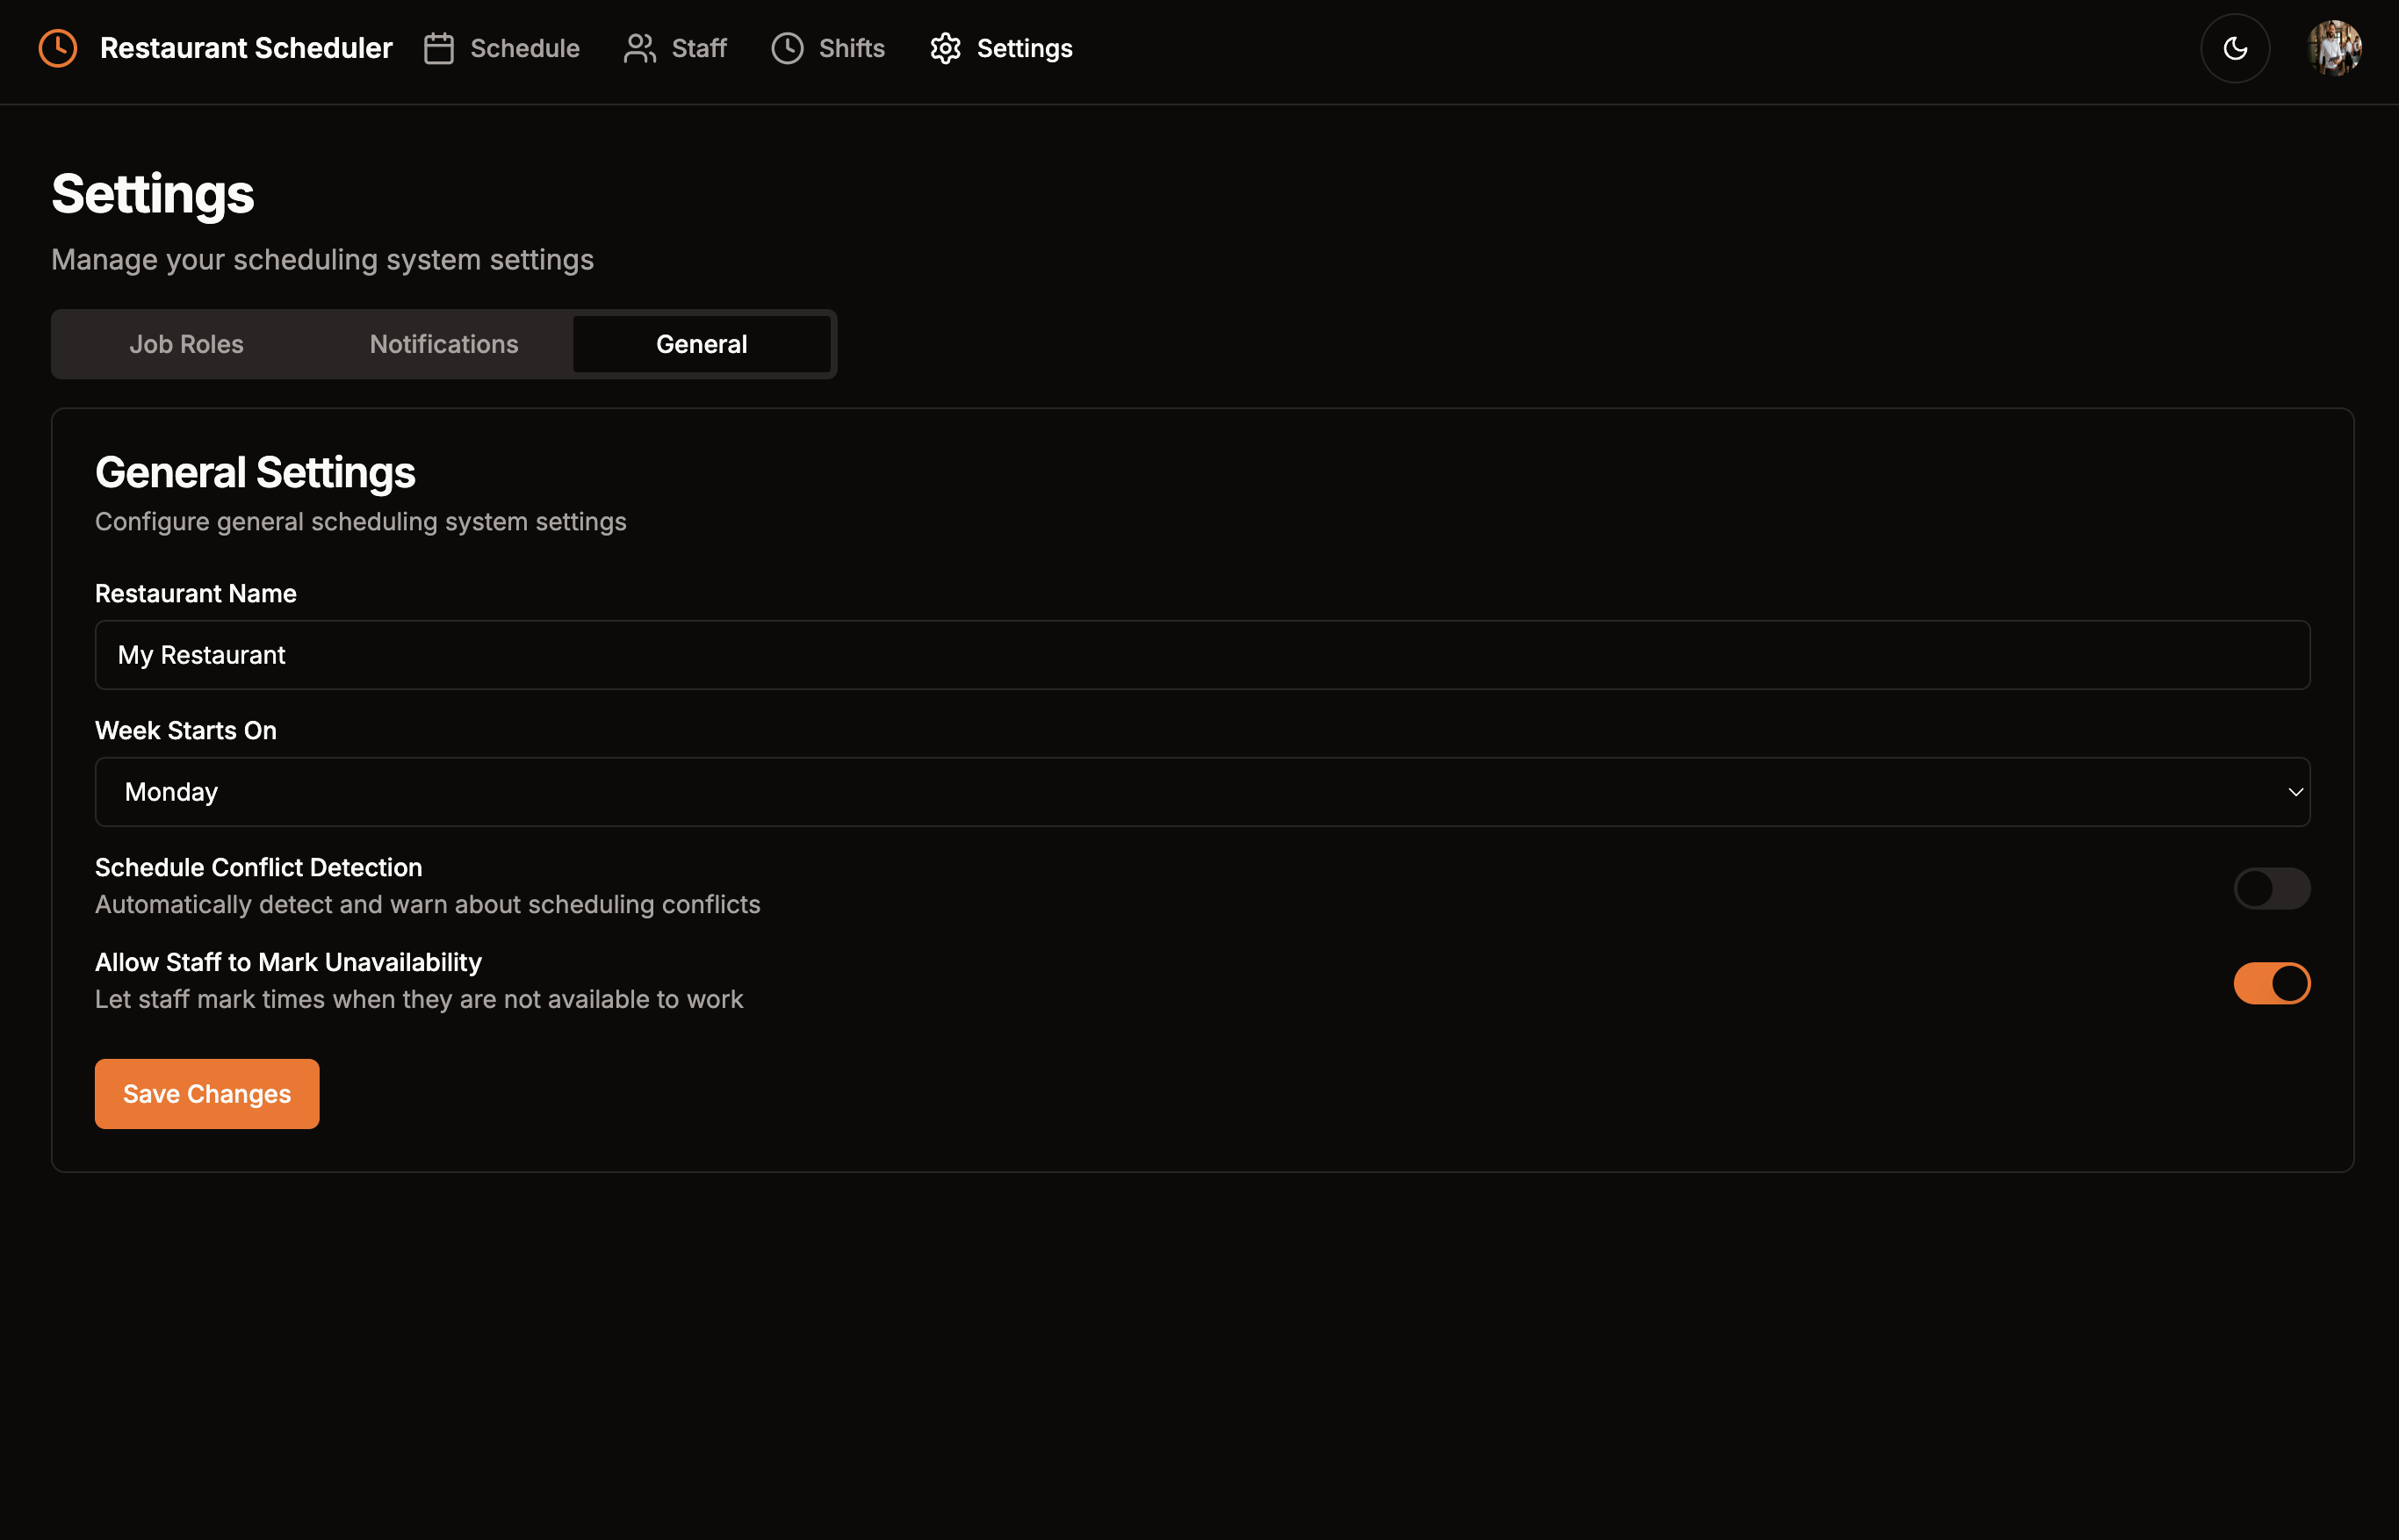 Restaurant Scheduler
Schedule
Staff
Shifts
Settings
Settings
Manage your scheduling system settings
Job Roles
Notifications
General
General Settings
Configure general scheduling system settings
Restaurant Name
My Restaurant
Week Starts On
Monday
Schedule Conflict Detection
Automatically detect and warn about scheduling conflicts
Allow Staff to Mark Unavailability
Let staff mark times when they are not available to work
Save Changes